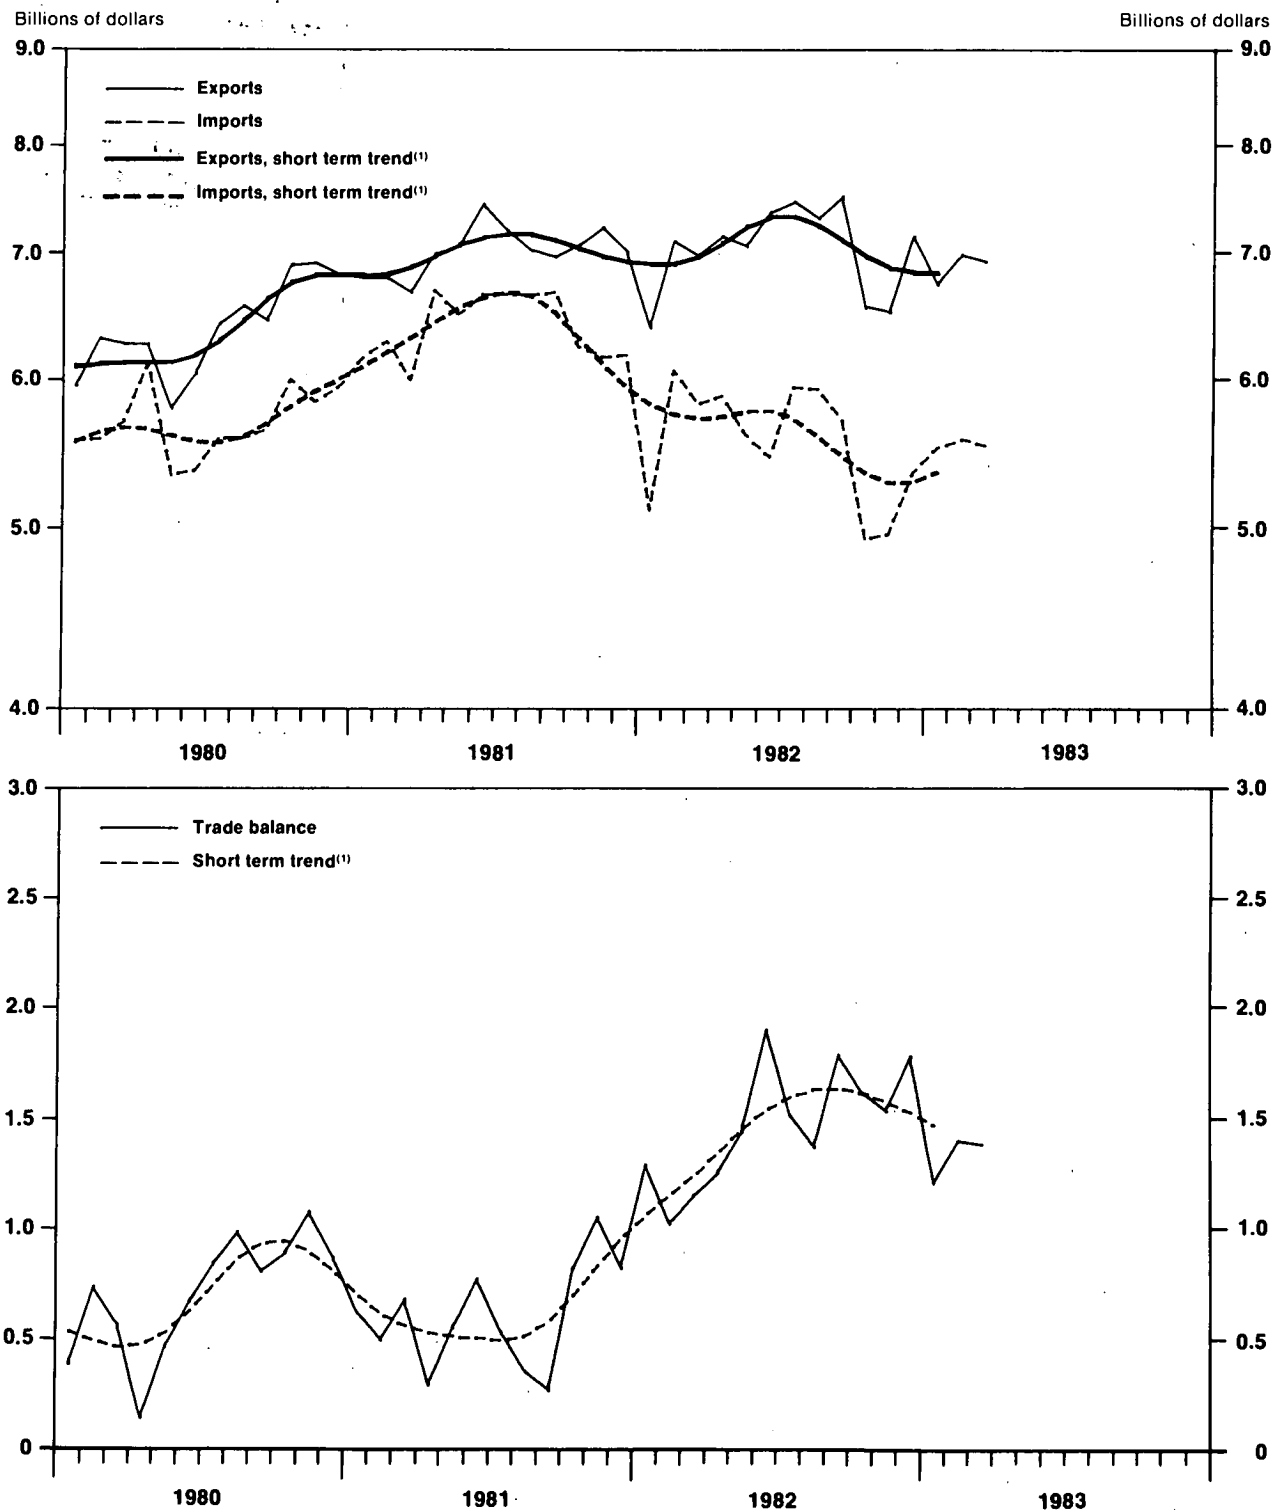 Billions of dollars Billions of dollars
9.0 9.0
Exports
Imports
8.0 8.0
Exports, short term trend(1)
Imports, short term trend(1)
7.0 7.0
6.0 6.0
5.0 5.0
4.0 4.0
1980 1981 1982 1983
3.0 3.0
Trade balance
Short term trend(1)
2.5 2.5
2.0 2.0
1.5 1.5
1.0 1.0
0.5 0.5
0 0
1980 1981 1982 1983